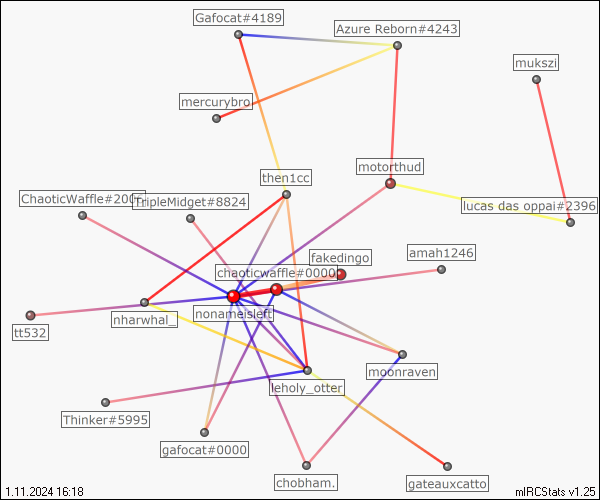 Gafocat#4189
Azure Reborn#4243
mukszi
mercurybro
motorthud
then1cc
ChaoticWaffle#200
TripleMidget#8824
lucas das oppai#2396
fakedingo
amah1246
chaoticwaffle#0000
nonameisleft
nharwhal_
tt532
moonraven
leholy_otter
Thinker#5995
gafocat#0000
chobham.
gateauxcatto
1.11.2024 16:18
mIRCStats v1.25